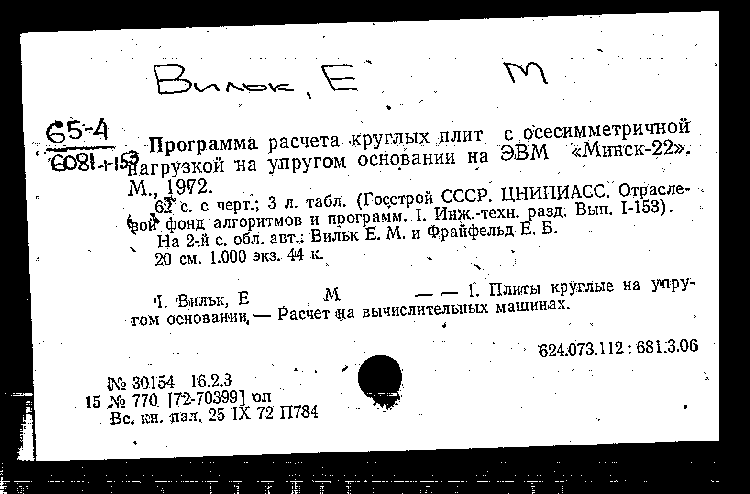 Вильк, Е М
65-4
6081+153
Программа расчета круглых плит с осесимметричной
нагрузкой на упругом основании на ЭВМ «Минск-22».
М., 1972.
62 с. с черт.; 3 л. табл. (Госстрой СССР. ЦНИПИАСС. Отрасле-
вой фонд алгоритмов и программ. I. Инж.-техн. разд. Вып. I-153).
На 2-й с. обл. авт.: Вильк Е. М. и Фрайфельд Е. Б.
20 см. 1.000 экз. 44 к.
1. Вильк, Е М — — 1. Плиты круглые на упру-
гом основании. — Расчет на вычислительных машинах.
624.073.112 : 681.3.06
№ 30154 16.2.3
15 № 770 [72-70399] оп
Вс. кн. пал. 25 IX 72 П784